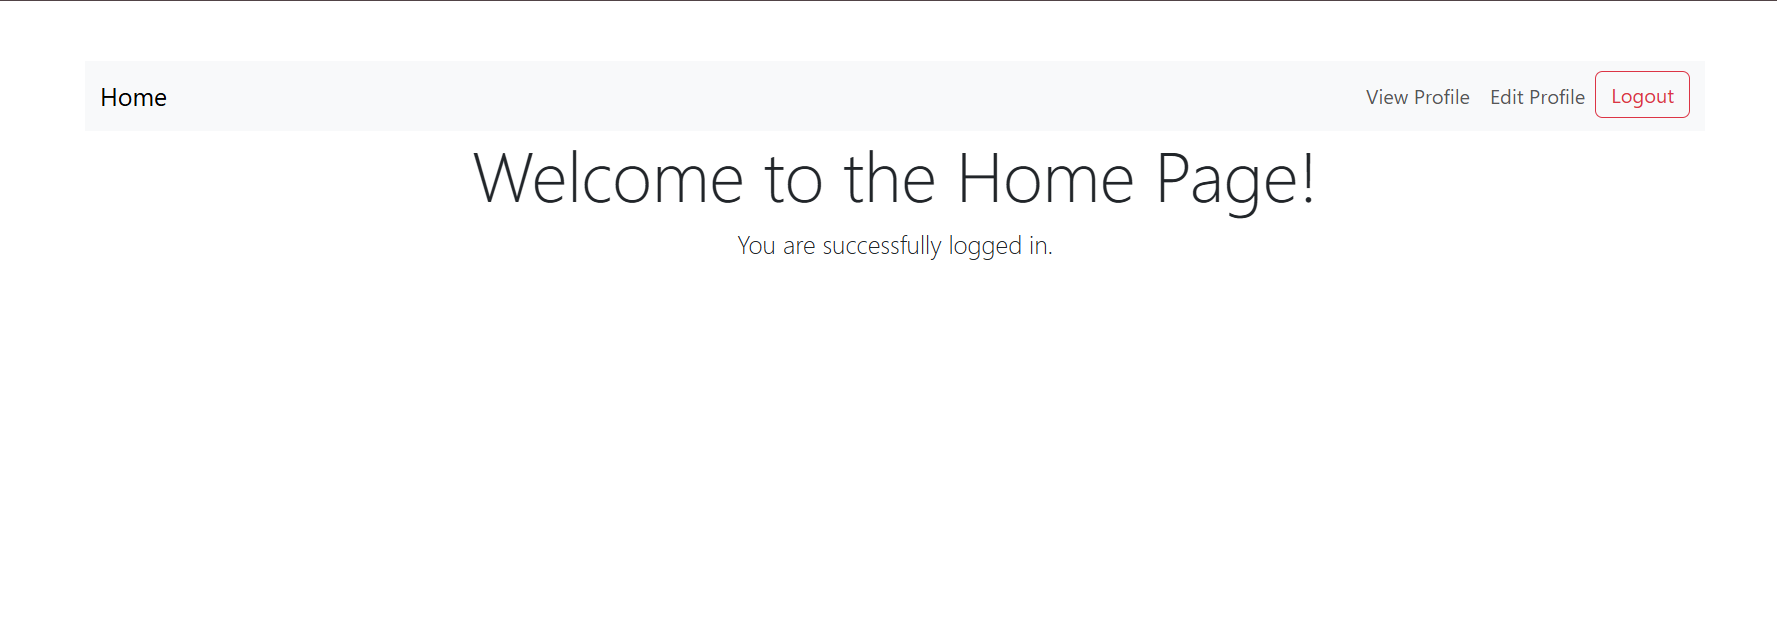 Home View Profile Edit Profile Logout
Welcome to the Home Page!
You are successfully logged in.